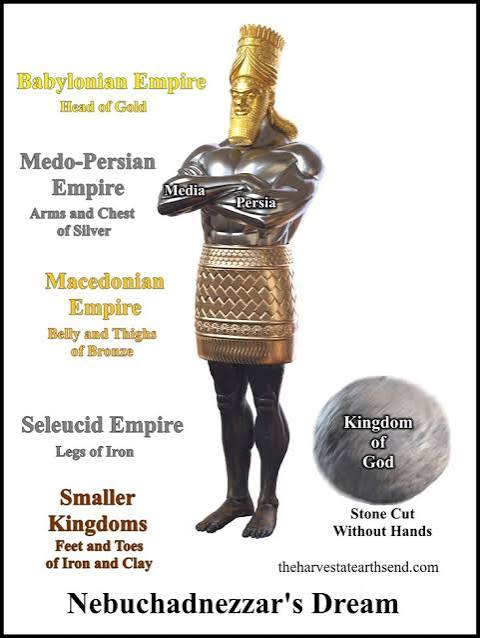 Babylonian Empire
Head of Gold
Medo-Persian
Empire
Arms and Chest
of Silver
Media
Persia
Macedonian
Empire
Belly and Thighs
of Bronze
Seleucid Empire
Legs of Iron
Kingdom
of
God
Stone Cut
Without Hands
Smaller
Kingdoms
Feet and Toes
of Iron and Clay
theharvestatearthsend.com
Nebuchadnezzar's Dream